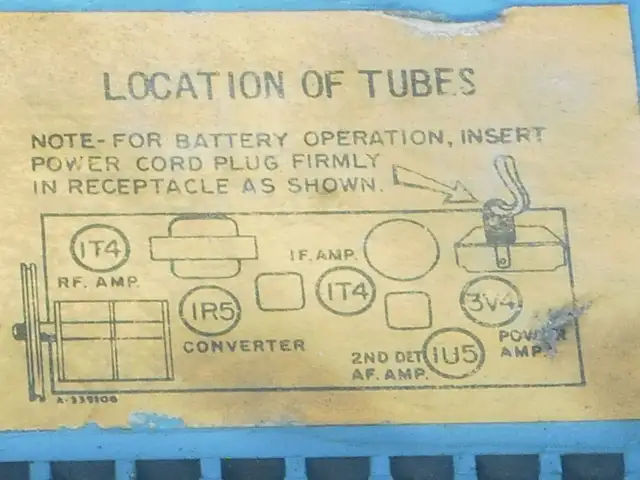 LOCATION OF TUBES
NOTE-FOR BATTERY OPERATION, INSERT
POWER CORD PLUG FIRMLY
IN RECEPTACLE AS SHOWN.
1T4
RF. AMP.
1R5
CONVERTER
I F. AMP.
1T4
3V4
POWER
AMP.
2ND DET.
AF. AMP.
1U5